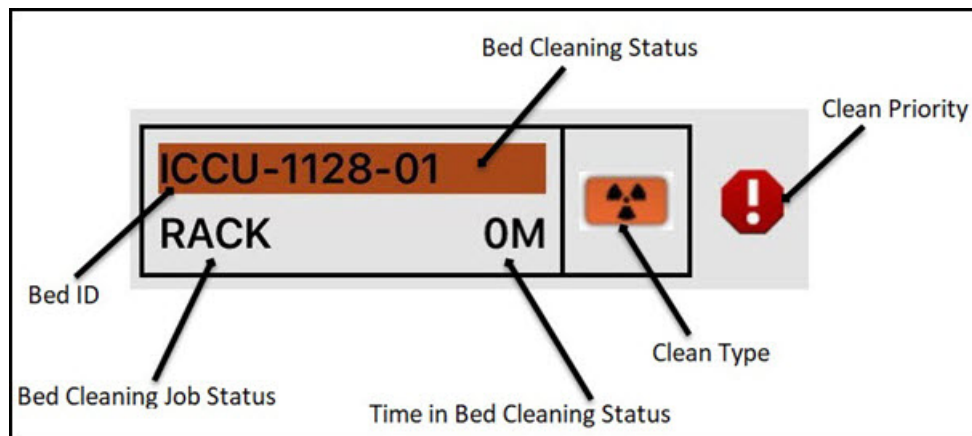 Bed Cleaning Status
Clean Priority
ICCU-1128-01
RACK 0M
Bed ID
Clean Type
Bed Cleaning Job Status
Time in Bed Cleaning Status